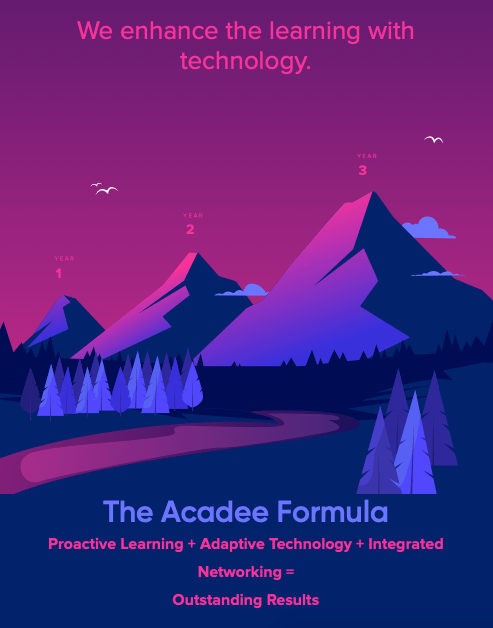 We enhance the learning with
technology.
YEAR
3
YEAR
2
YEAR
1
The Acadee Formula
Proactive Learning + Adaptive Technology + Integrated
Networking =
Outstanding Results